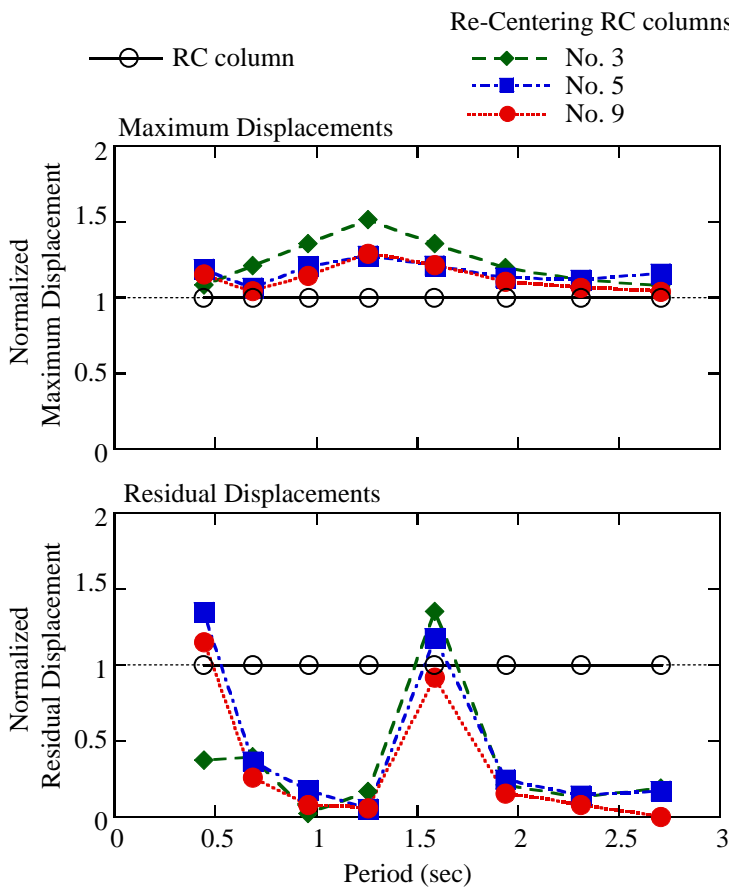 Re-Centering RC columns
RC column
No. 3
No. 5
No. 9
Maximum Displacements
2
1.5
1
0.5
0
Normalized
Maximum Displacement
Residual Displacements
2
1.5
1
0.5
0
Normalized
Residual Displacement
0 0.5 1 1.5 2 2.5 3
Period (sec)